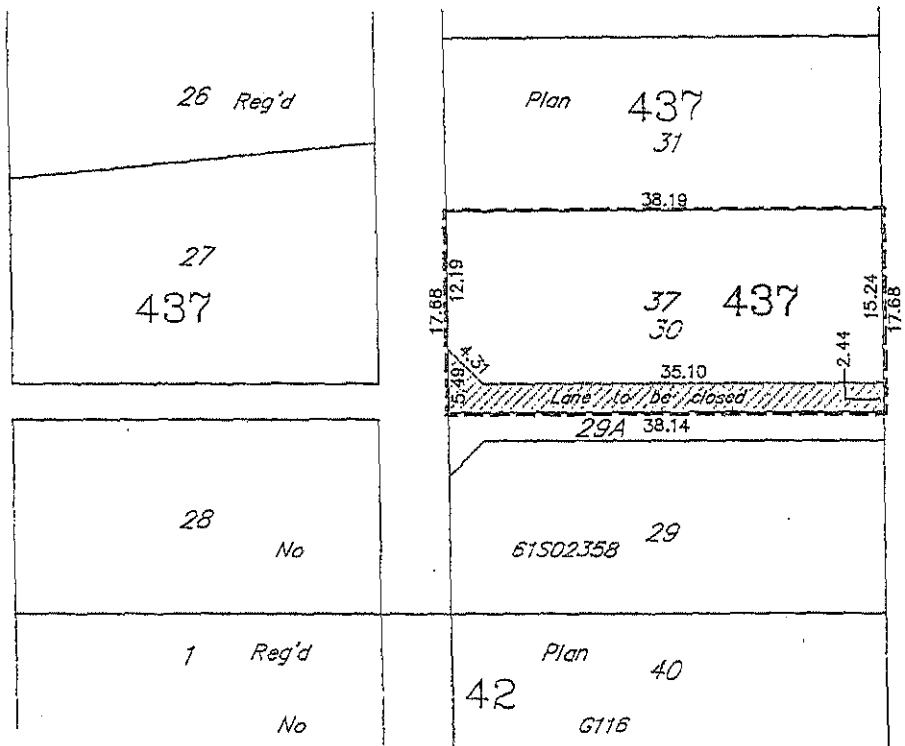 26 Reg'd
Plan 437
31
38.19
27
437
17.68
12.19
37 437
30
15.24
17.68
2.44
4.31
5.49
35.10
Lane to be closed
29A 38.14
28
No
61S02358 29
1 Reg'd
Plan 40
42
No
G116